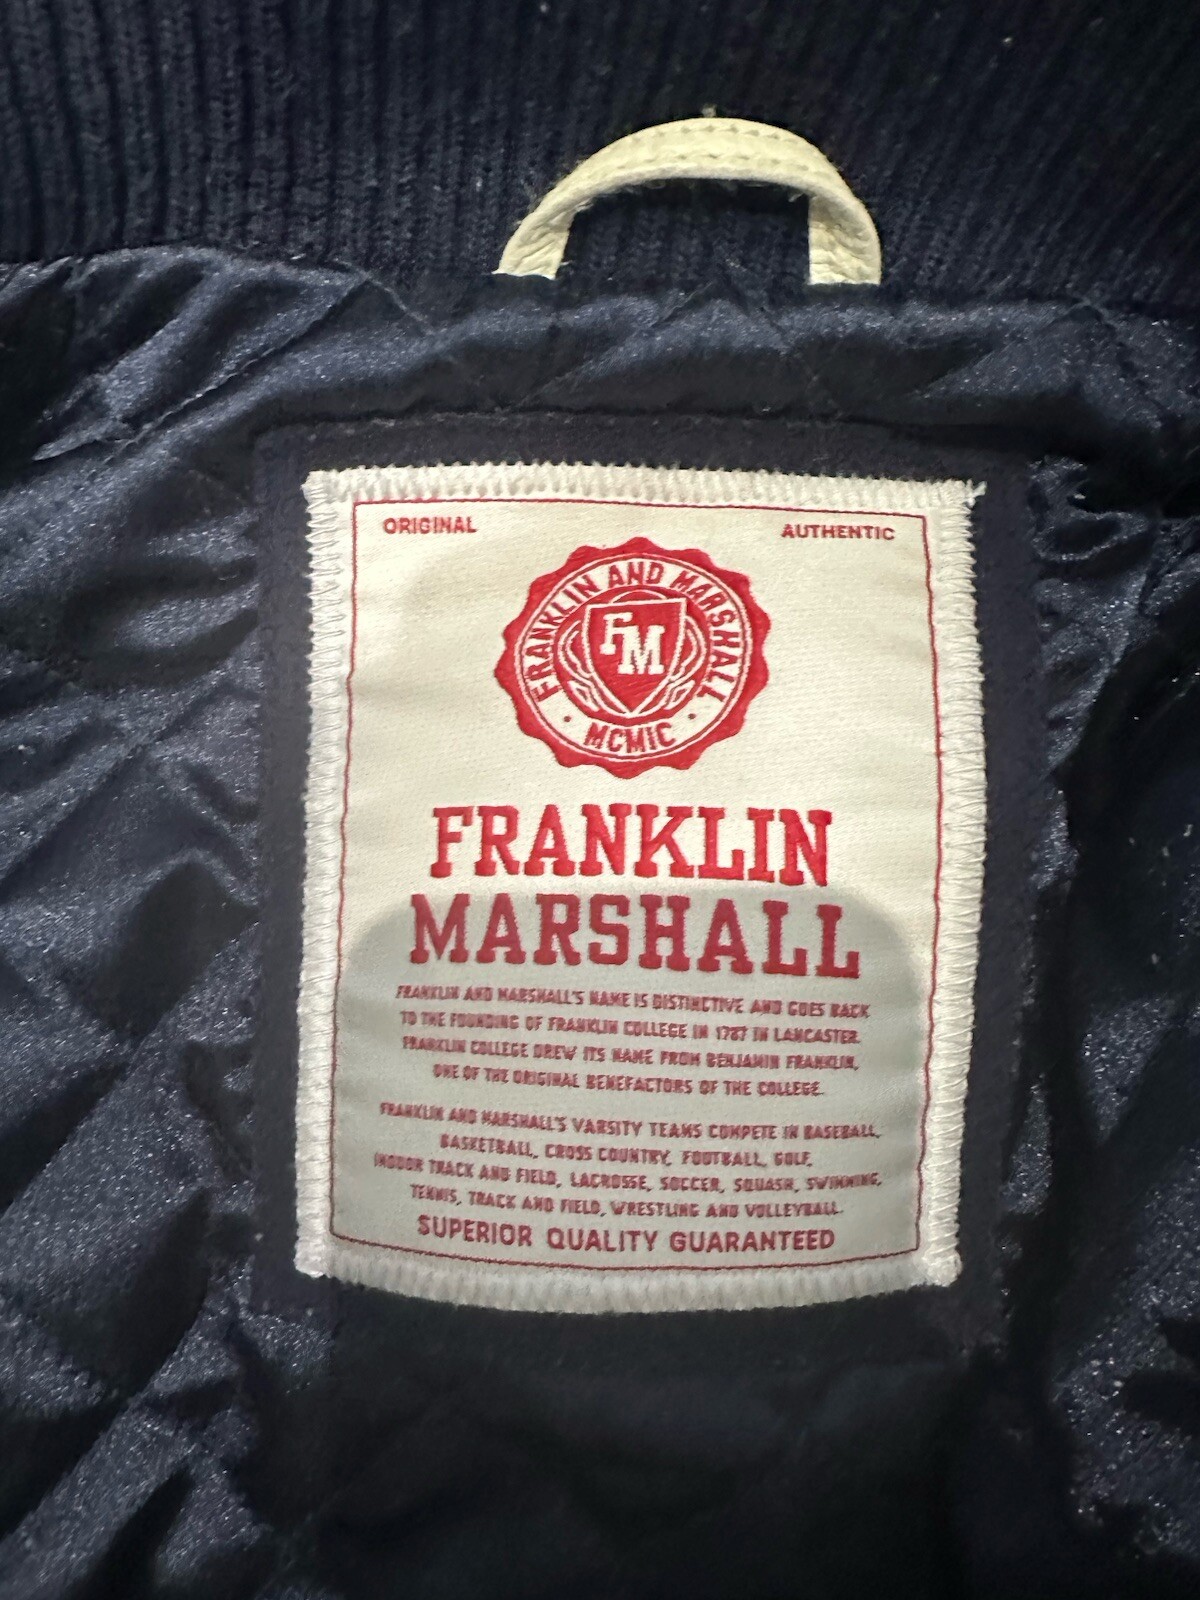 ORIGINAL
AUTHENTIC
FRANKLIN AND MARSHALL
FM
· MCMIC ·
FRANKLIN
MARSHALL
FRANKLIN AND MARSHALL'S NAME IS DISTINCTIVE AND GOES BACK
TO THE FOUNDING OF FRANKLIN COLLEGE IN 1787 IN LANCASTER.
FRANKLIN COLLEGE DREW ITS NAME FROM BENJAMIN FRANKLIN,
ONE OF THE ORIGINAL BENEFACTORS OF THE COLLEGE.
FRANKLIN AND MARSHALL'S VARSITY TEAMS COMPETE IN BASEBALL,
BASKETBALL, CROSS COUNTRY, FOOTBALL, GOLF,
INDOOR TRACK AND FIELD, LACROSSE, SOCCER, SQUASH, SWIMMING,
TENNIS, TRACK AND FIELD, WRESTLING AND VOLLEYBALL.
SUPERIOR QUALITY GUARANTEED